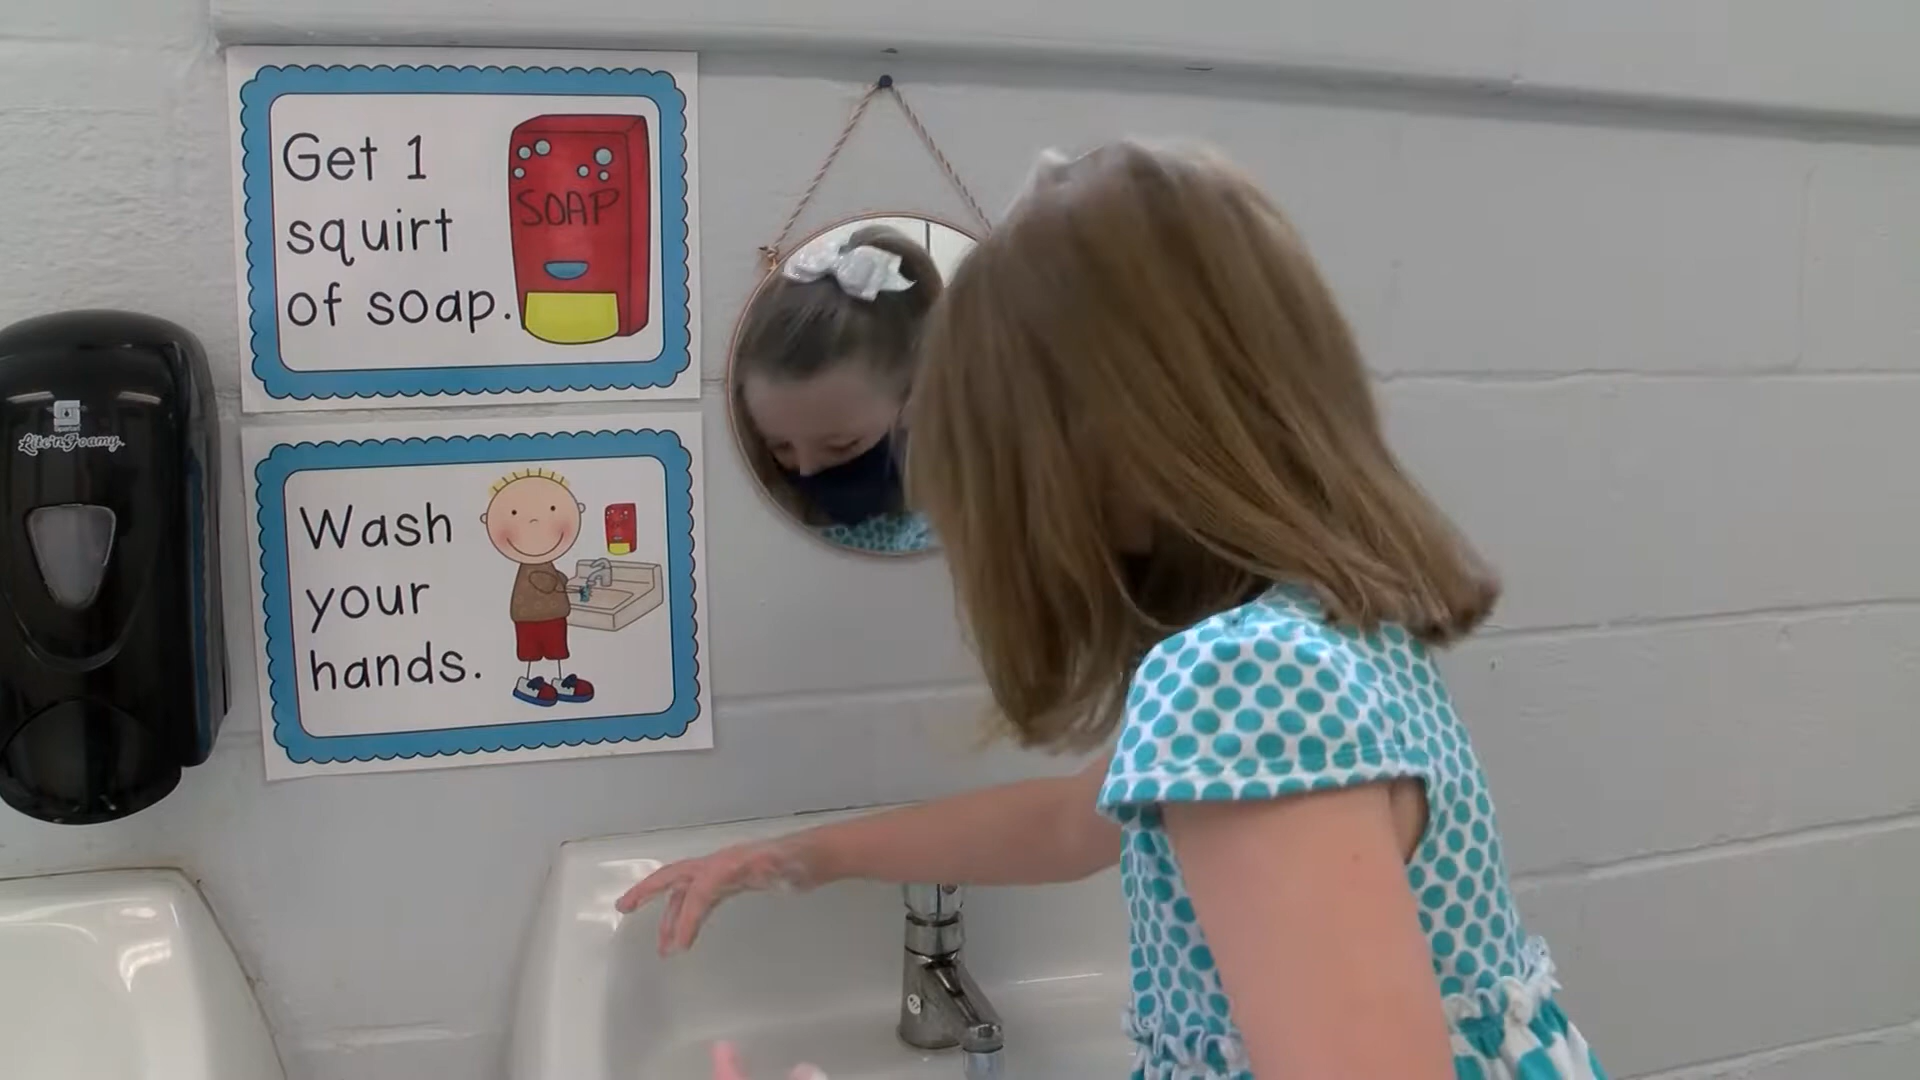 Get 1
squirt
of soap.
SOAP
Wash
your
hands.
Lite'n Foamy.